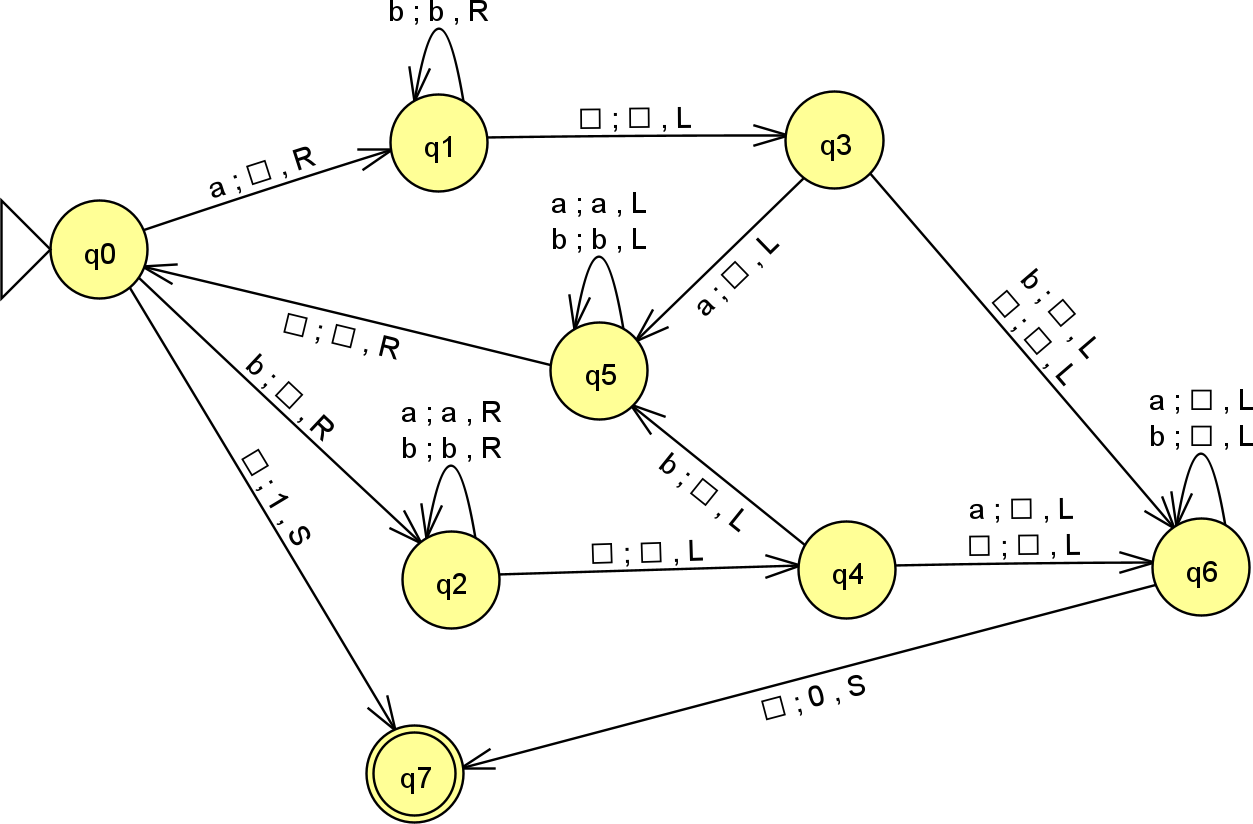 b ; b , R
q1
□ ; □ , L
q3
a ; □ , R
q0
a ; a , L
b ; b , L
a ; □ , L
b ; □ , L
□ ; □ , L
□ ; □ , R
q5
b ; □ , R
a ; a , R
b ; b , R
a ; □ , L
b ; □ , L
□ ; 1 , S
b ; □ , L
a ; □ , L
□ ; □ , L
□ ; □ , L
q2
q4
q6
□ ; 0 , S
q7